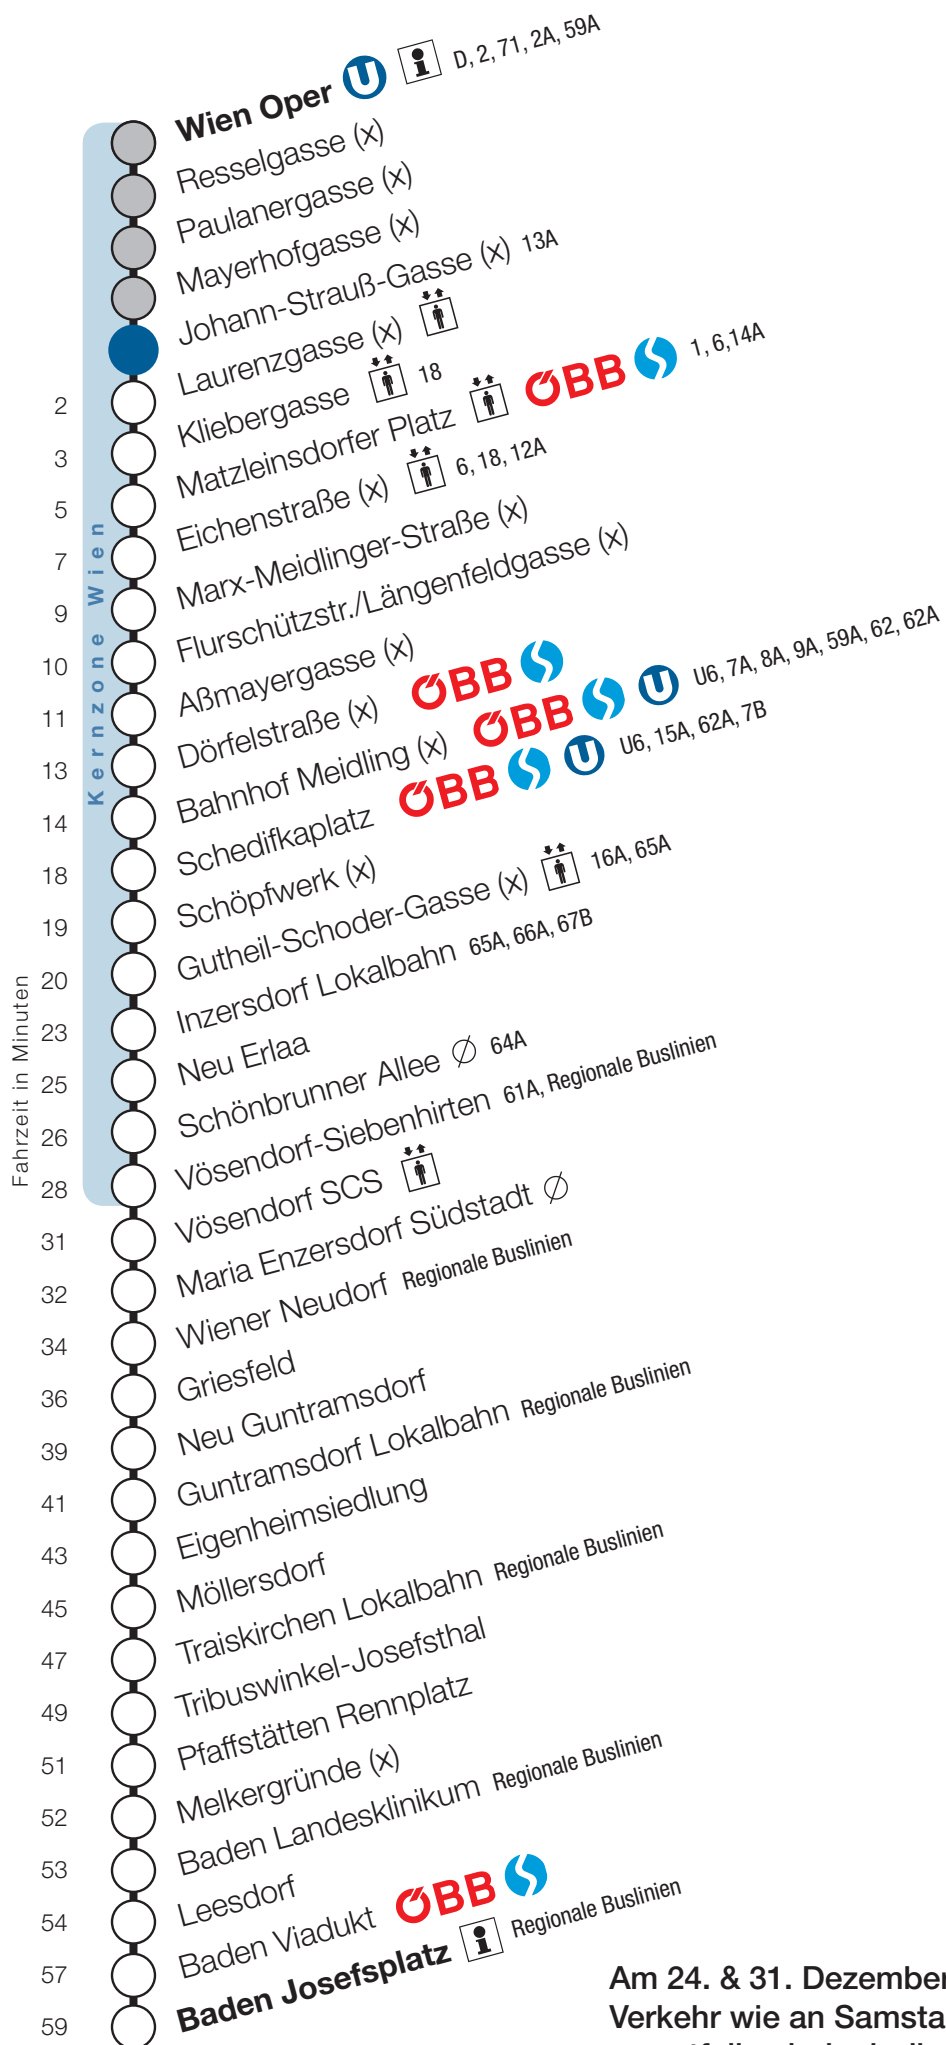 Wien Oper U i D, 2, 71, 2A, 59A
Resselgasse (x)
Paulanergasse (x)
Mayerhofgasse (x)
Johann-Strauß-Gasse (x) 13A
Laurenzgasse (x)
2 Kliebergasse 18
3 Matzleinsdorfer Platz ÖBB S 1, 6,14A
5 Eichenstraße (x) 6, 18, 12A
7 Marx-Meidlinger-Straße (x)
9 Flurschützstr./Längenfeldgasse (x)
10 Aßmayergasse (x)
11 Dörfelstraße (x) ÖBB S
13 Bahnhof Meidling (x) ÖBB S U U6, 7A, 8A, 9A, 59A, 62, 62A
14 Schedifkaplatz ÖBB S U U6, 15A, 62A, 7B
18 Schöpfwerk (x)
19 Gutheil-Schoder-Gasse (x) 16A, 65A
20 Inzersdorf Lokalbahn 65A, 66A, 67B
23 Neu Erlaa
25 Schönbrunner Allee ∅ 64A
26 Vösendorf-Siebenhirten 61A, Regionale Buslinien
28 Vösendorf SCS
31 Maria Enzersdorf Südstadt ∅
32 Wiener Neudorf Regionale Buslinien
34 Griesfeld
36 Neu Guntramsdorf
39 Guntramsdorf Lokalbahn Regionale Buslinien
41 Eigenheimsiedlung
43 Möllersdorf
45 Traiskirchen Lokalbahn Regionale Buslinien
47 Tribuswinkel-Josefsthal
49 Pfaffstätten Rennplatz
51 Melkergründe (x)
52 Baden Landesklinikum Regionale Buslinien
53 Leesdorf
54 Baden Viadukt ÖBB S
57 Baden Josefsplatz i Regionale Buslinien
59
Kernzone Wien
Fahrzeit in Minuten
Am 24. & 31. Dezember
Verkehr wie an Samsta